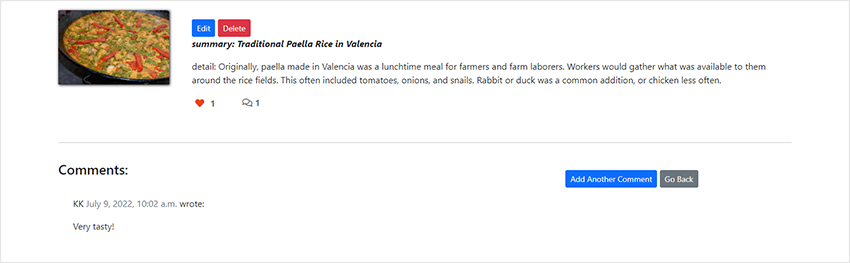 Edit Delete
summary: Traditional Paella Rice in Valencia
detail: Originally, paella made in Valencia was a lunchtime meal for farmers and farm laborers. Workers would gather what was available to them
around the rice fields. This often included tomatoes, onions, and snails. Rabbit or duck was a common addition, or chicken less often.
1 1
Comments:
Add Another Comment Go Back
KK July 9, 2022, 10:02 a.m. wrote:
Very tasty!